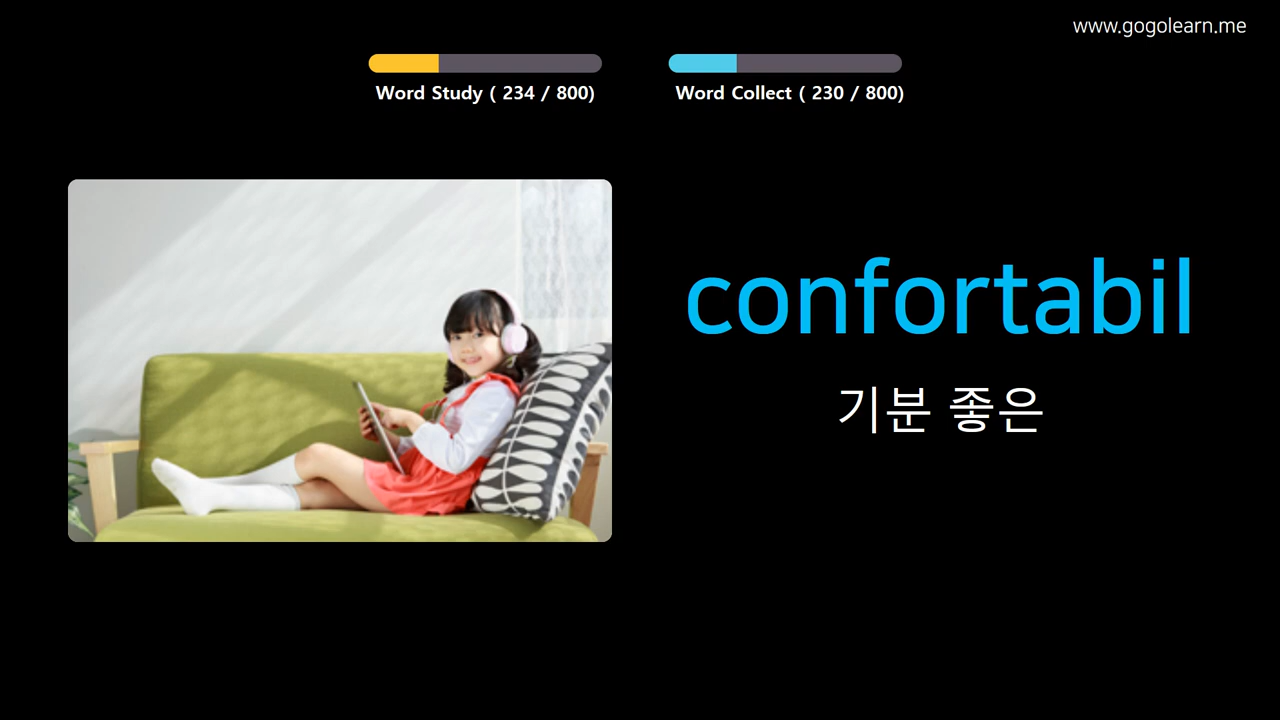 www.gogolearn.me
Word Study ( 234 / 800)
Word Collect ( 230 / 800)
confortabil
기분 좋은